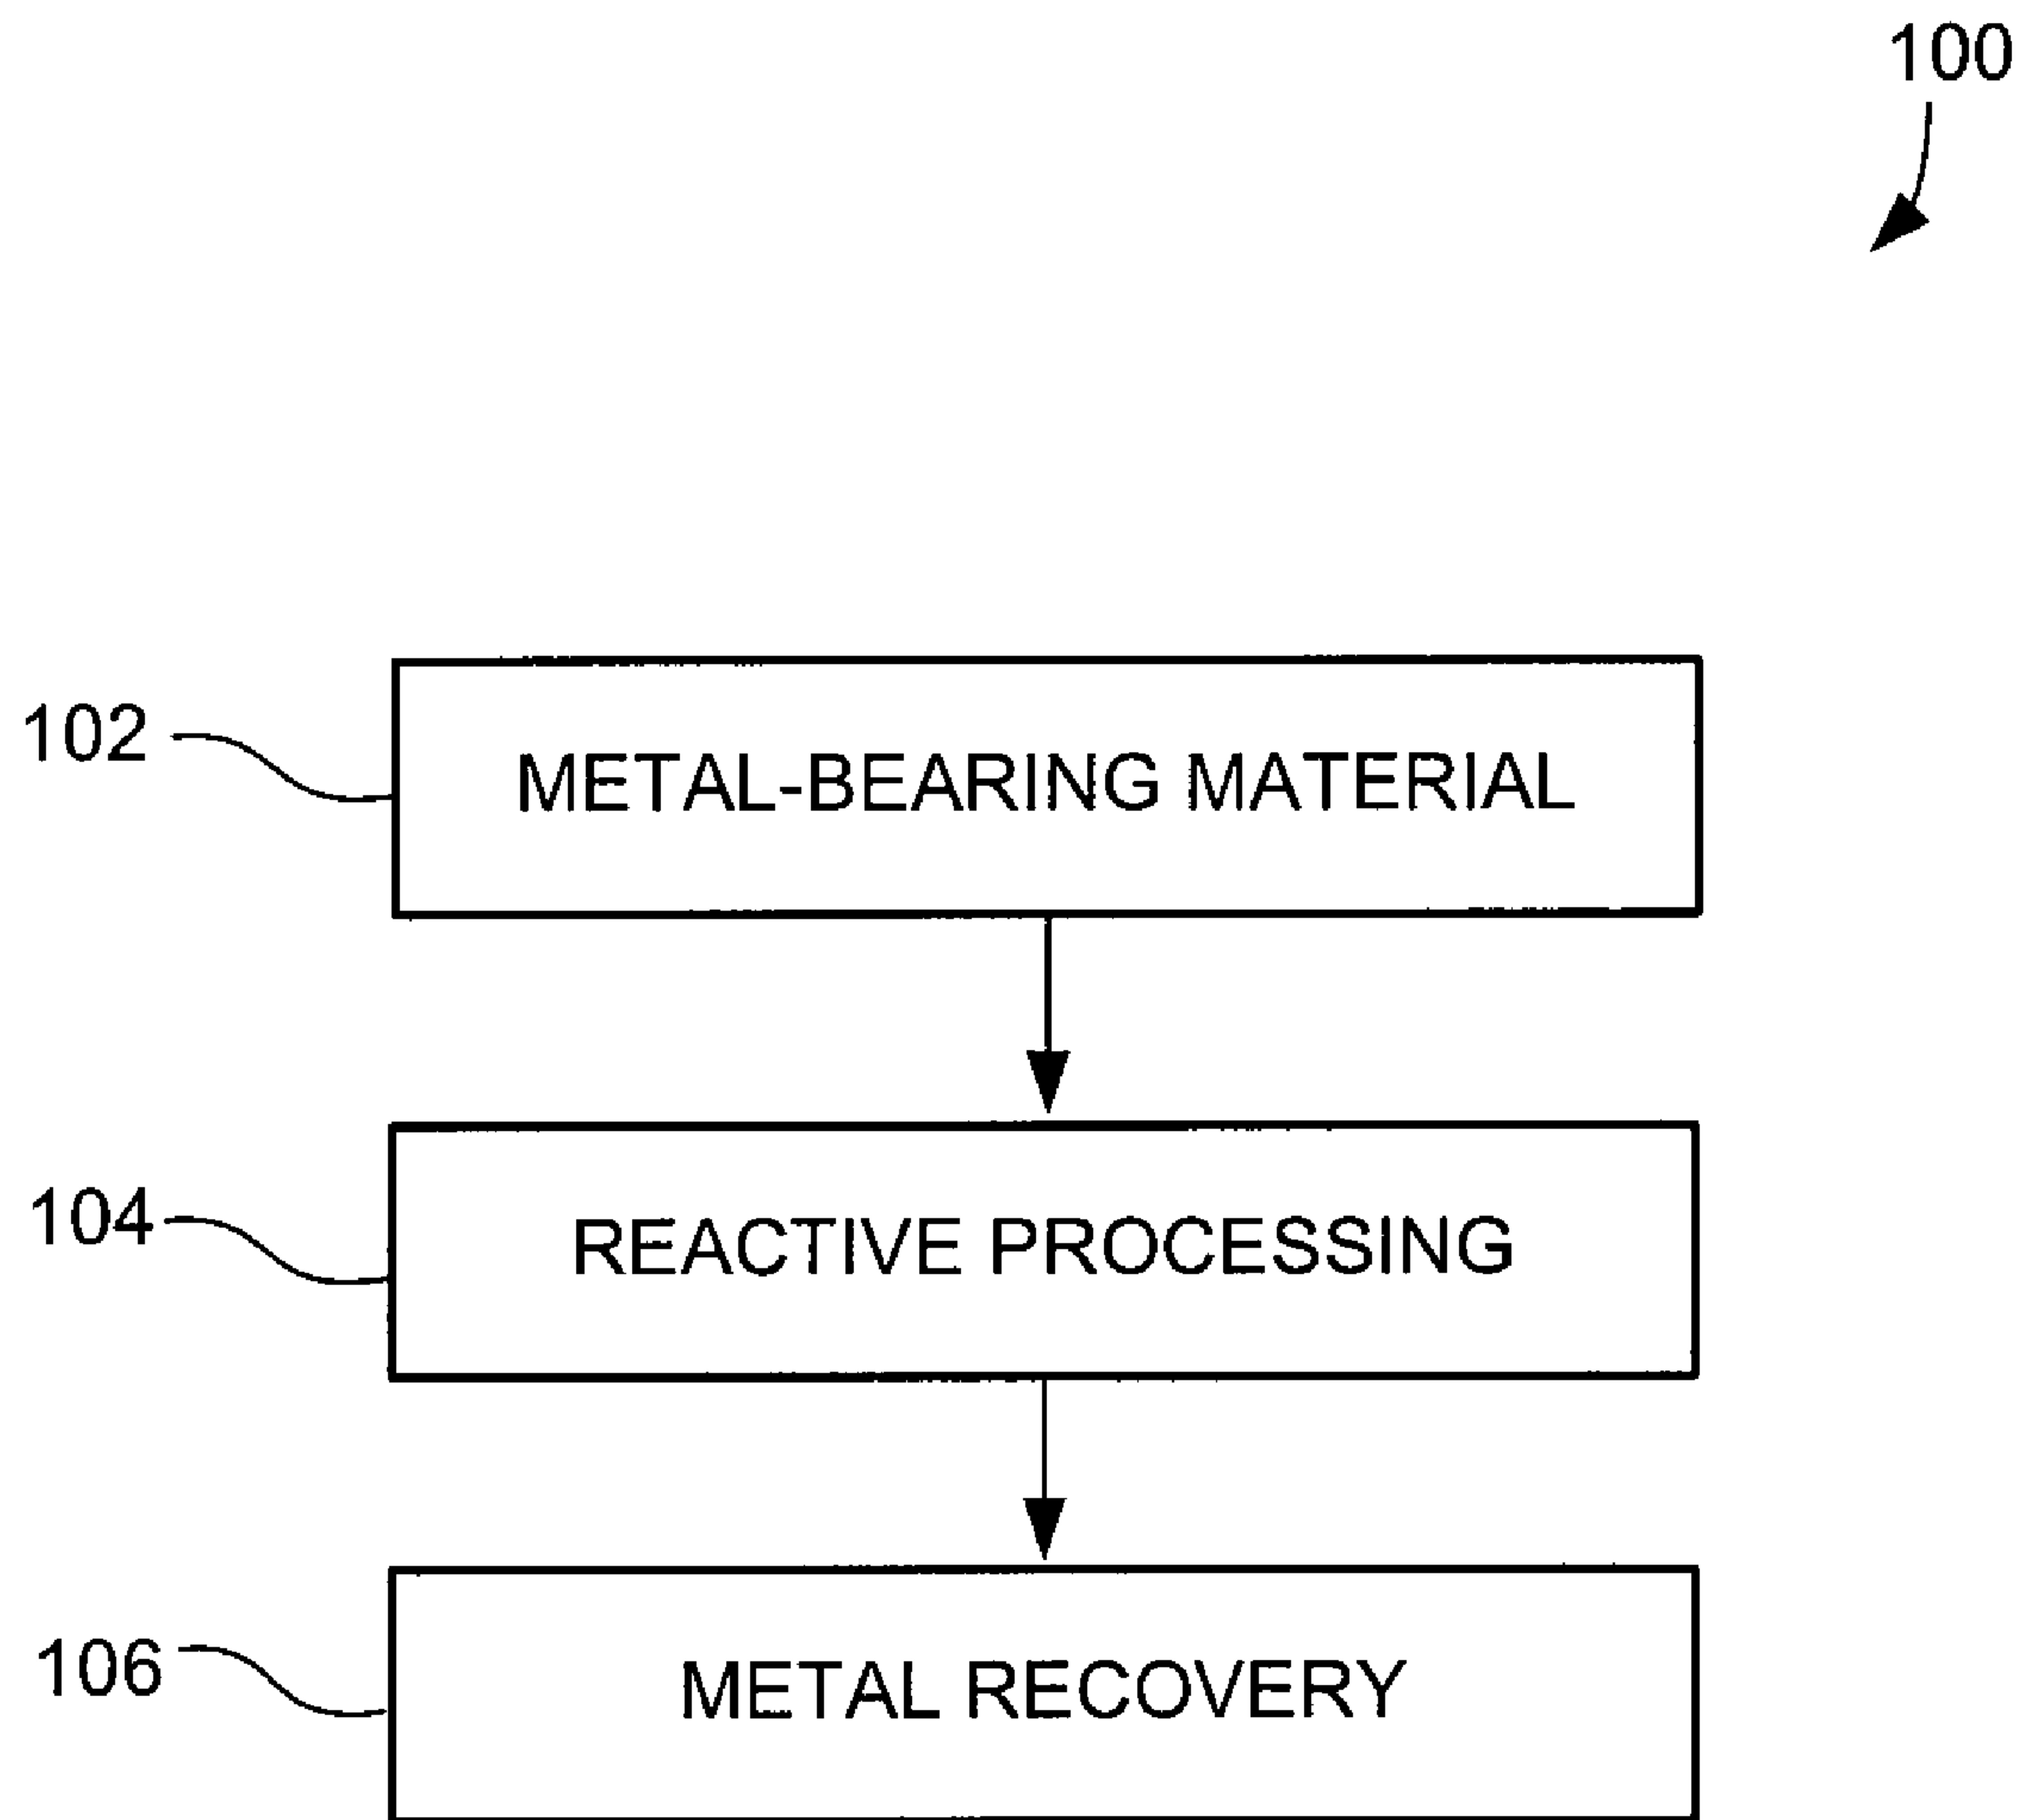 100
102
METAL-BEARING MATERIAL
104
REACTIVE PROCESSING
106
METAL RECOVERY